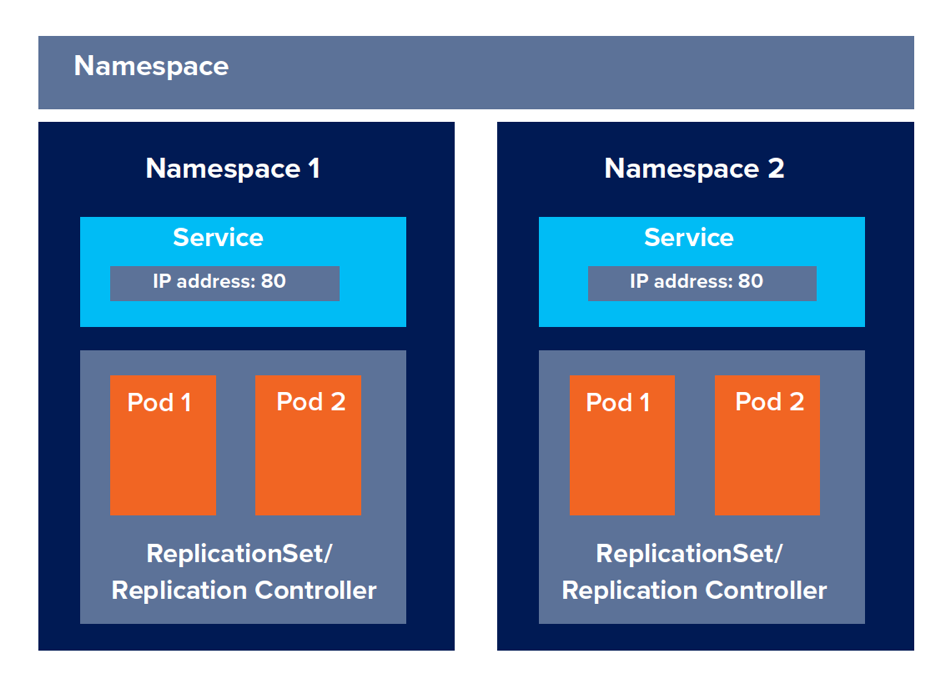 Namespace
Namespace 1
Service
IP address: 80
Pod 1
Pod 2
ReplicationSet/
Replication Controller
Namespace 2
Service
IP address: 80
Pod 1
Pod 2
ReplicationSet/
Replication Controller